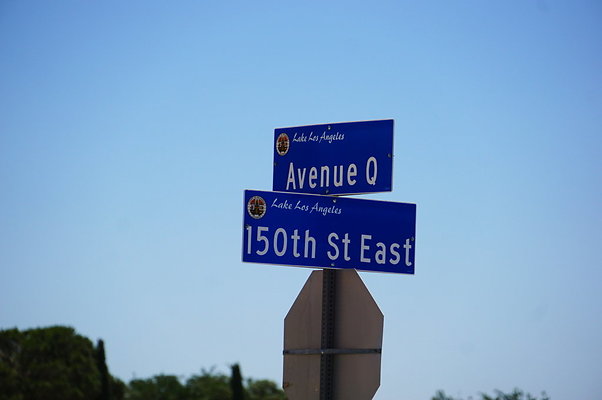 Lake Los Angeles
Avenue Q
Lake Los Angeles
150th St East